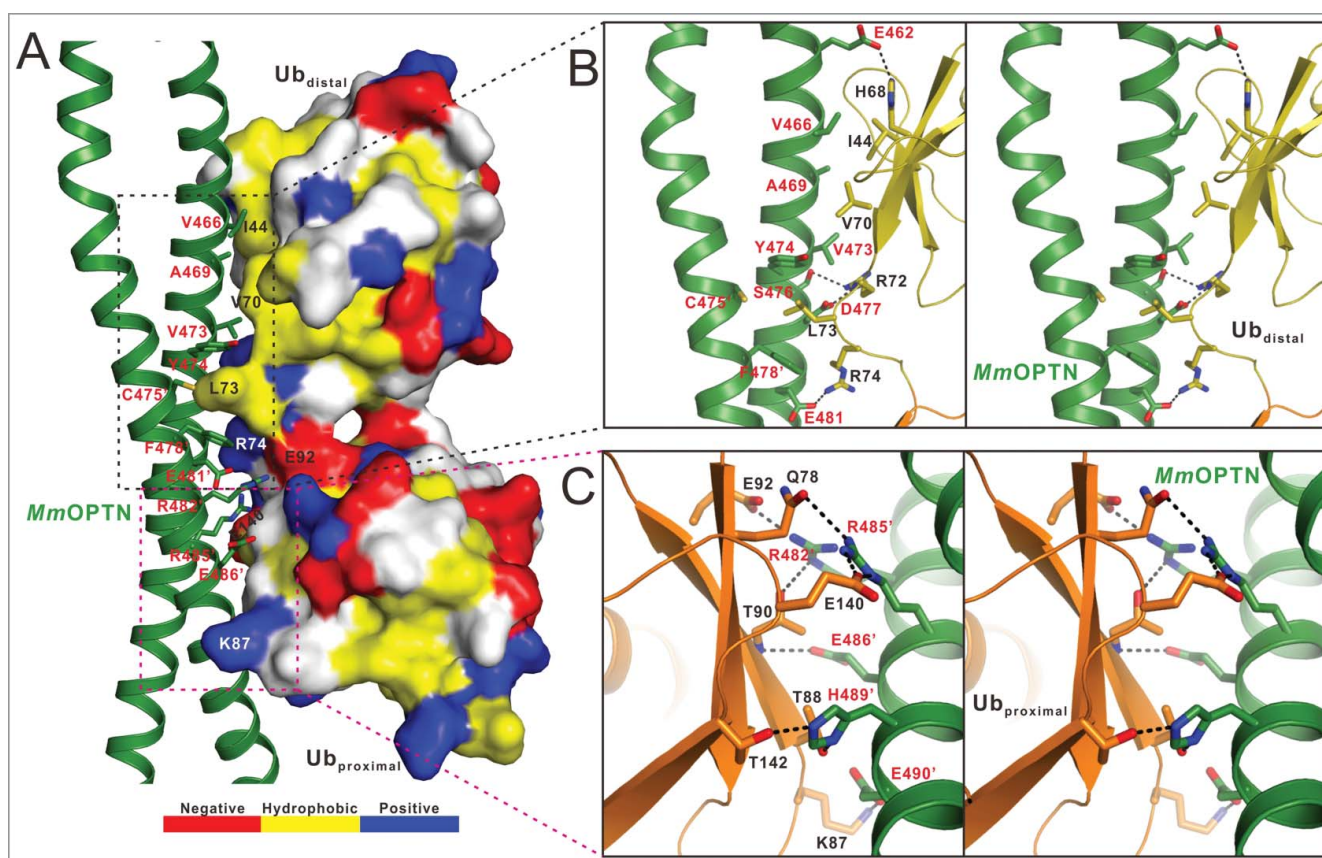 A
Ub distal
V466
I44
A469
V70
V473
Y474
C475'
L73
F478'
R74
E92
E481'
MmOPTN
R482'
E140
R485'
E486'
K87
Ub proximal
Negative Hydrophobic Positive
B
E462
H68
V466
I44
A469
V70
Y474
V473
S476
R72
C475'
D477
L73
Ub distal
F478'
R74
MmOPTN
E481
C
E92
Q78
MmOPTN
R485'
R482'
T90
E140
E486'
T88
H489'
Ub proximal
T142
E490'
K87